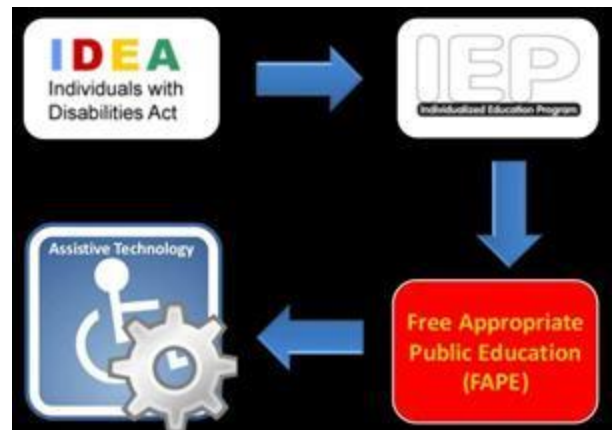 IDEA
Individuals with
Disabilities Act
IEP
Individualized Education Program
Free Appropriate
Public Education
(FAPE)
Assistive Technology